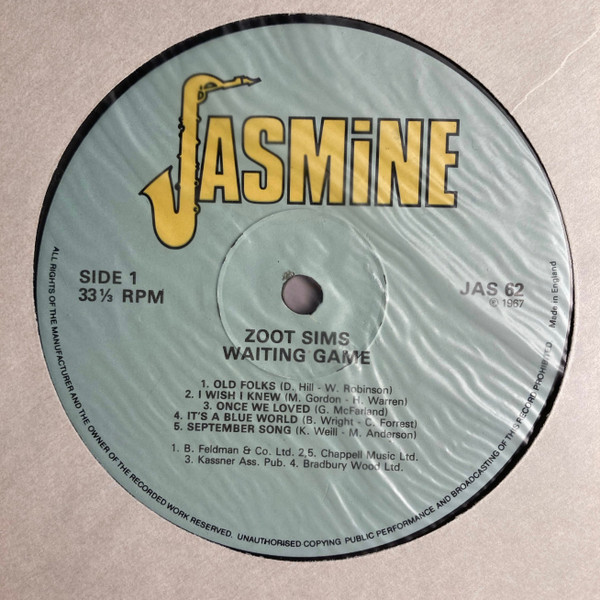 JASMiNE
SIDE 1
33⅓ RPM
JAS 62
℗ 1967
Made in England
ZOOT SIMS
WAITING GAME
1. OLD FOLKS (D. Hill - W. Robinson)
2. I WISH I KNEW (M. Gordon - H. Warren)
3. ONCE WE LOVED (G. McFarland)
4. IT'S A BLUE WORLD (B. Wright - C. Forrest)
5. SEPTEMBER SONG (K. Weill - M. Anderson)
1. B. Feldman & Co. Ltd. 2,5. Chappell Music Ltd.
3. Kassner Ass. Pub. 4. Bradbury Wood Ltd.
ALL RIGHTS OF THE MANUFACTURER AND THE OWNER OF THE RECORDED WORK RESERVED. UNAUTHORISED COPYING PUBLIC PERFORMANCE AND BROADCASTING OF THIS RECORD PROHIBITED